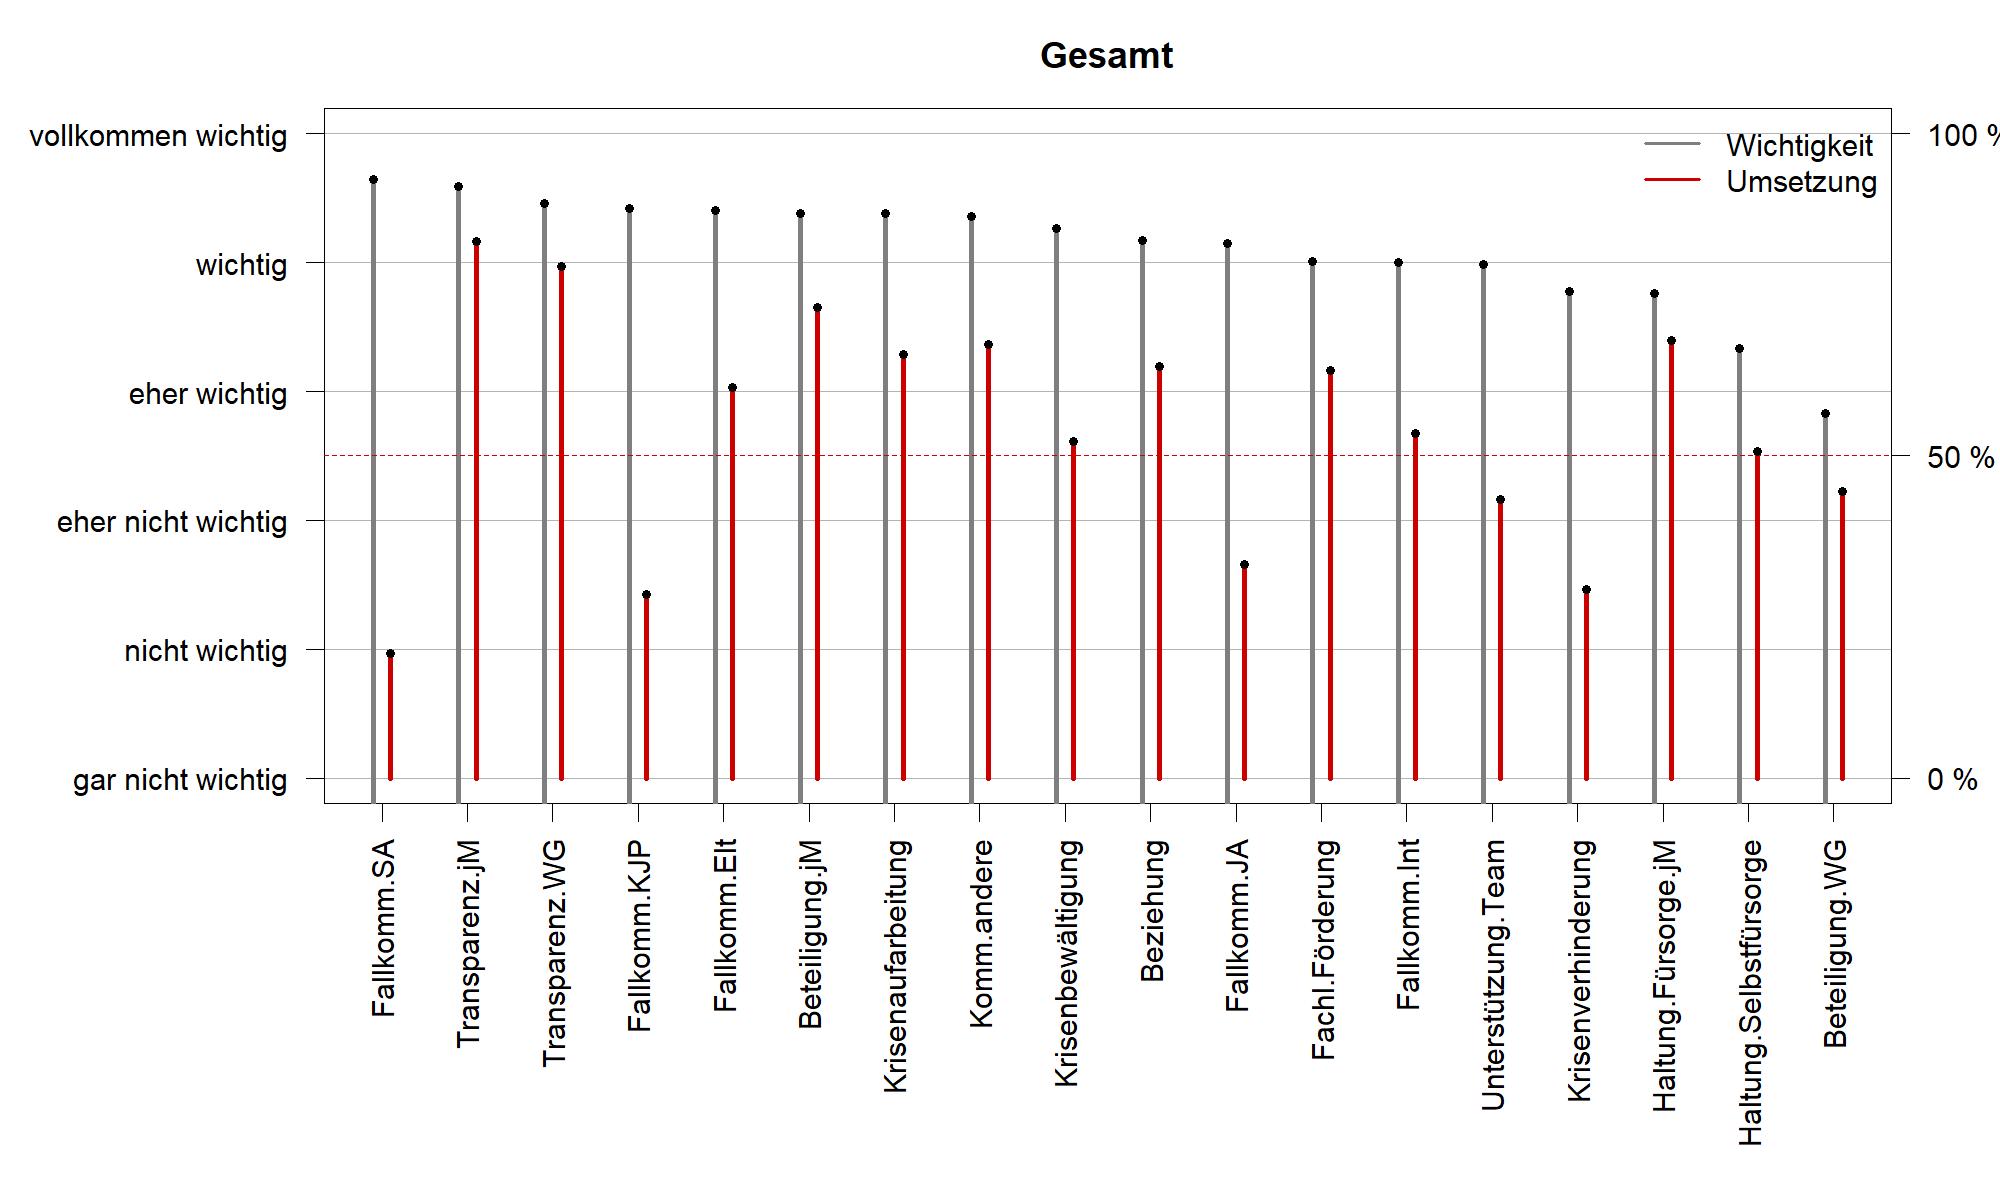 Gesamt
vollkommen wichtig
wichtig
eher wichtig
eher nicht wichtig
nicht wichtig
gar nicht wichtig
100 %
50 %
0 %
Wichtigkeit
Umsetzung
Fallkomm.SA
Transparenz.jM
Transparenz.WG
Fallkomm.KJP
Fallkomm.Elt
Beteiligung.jM
Krisenaufarbeitung
Komm.andere
Krisenbewältigung
Beziehung
Fallkomm.JA
Fachl.Förderung
Fallkomm.Int
Unterstützung.Team
Krisenverhinderung
Haltung.Fürsorge.jM
Haltung.Selbstfürsorge
Beteiligung.WG